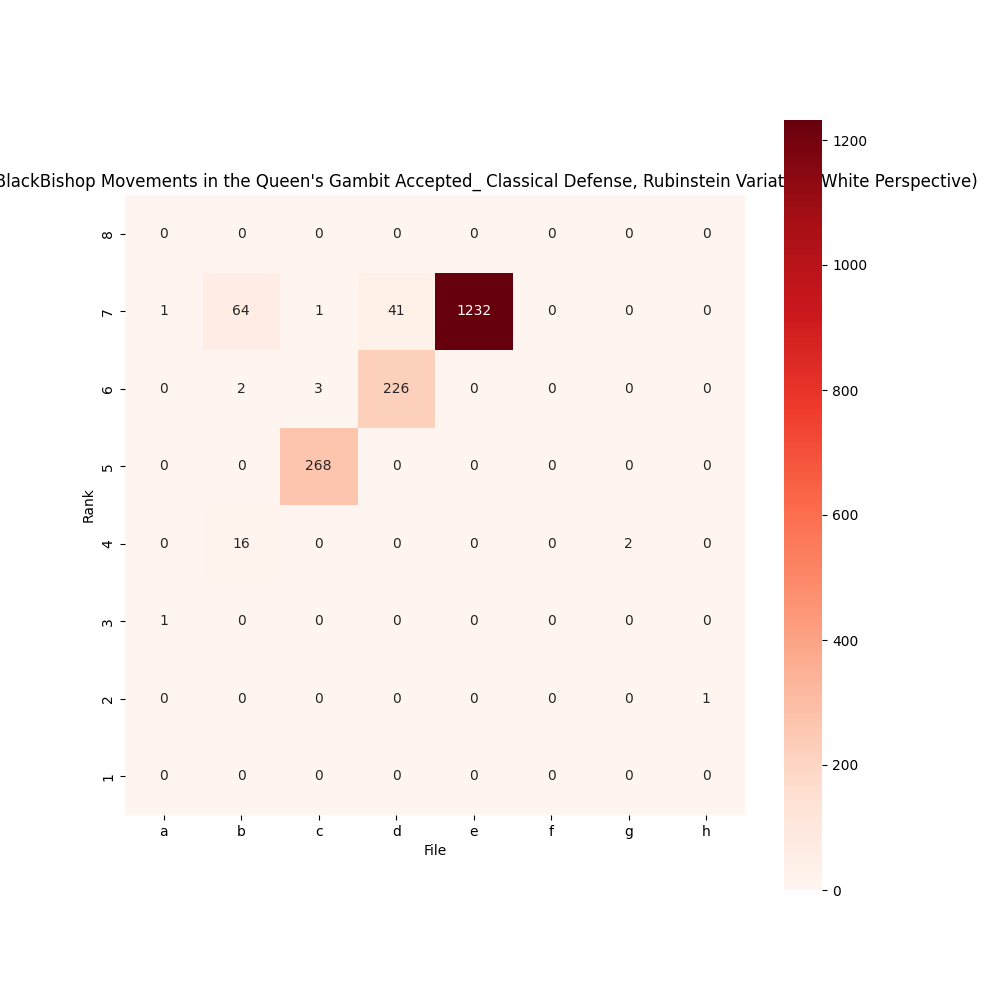 BlackBishop Movements in the Queen's Gambit Accepted_ Classical Defense, Rubinstein White Perspective)
8 0 0 0 0 0 0 0 0
7 1 64 1 41 1232 0 0 0
6 0 2 3 226 0 0 0 0
5 0 0 268 0 0 0 0 0
4 0 16 0 0 0 0 2 0
3 1 0 0 0 0 0 0 0
2 0 0 0 0 0 0 0 1
1 0 0 0 0 0 0 0 0
a b c d e f g h
File
Rank
1200
1000
800
600
400
200
0